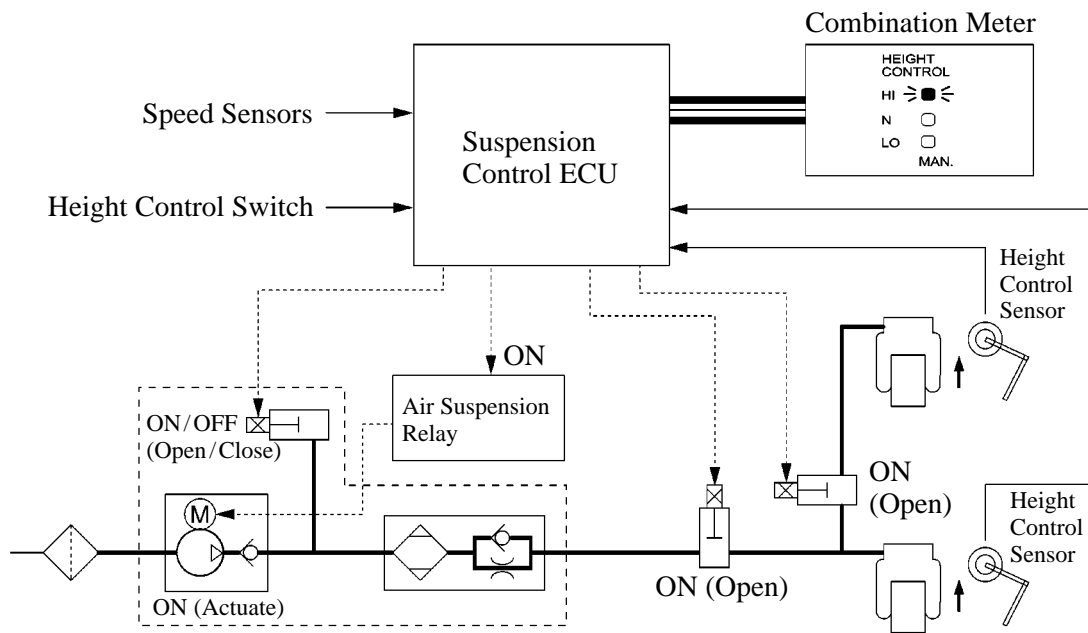 Combination Meter
HEIGHT
CONTROL
HI
N
LO
MAN.
Speed Sensors
Suspension
Control ECU
Height Control Switch
Height
Control
Sensor
ON
Air Suspension
Relay
ON/OFF
(Open/Close)
M
ON (Actuate)
ON (Open)
ON
(Open)
Height
Control
Sensor